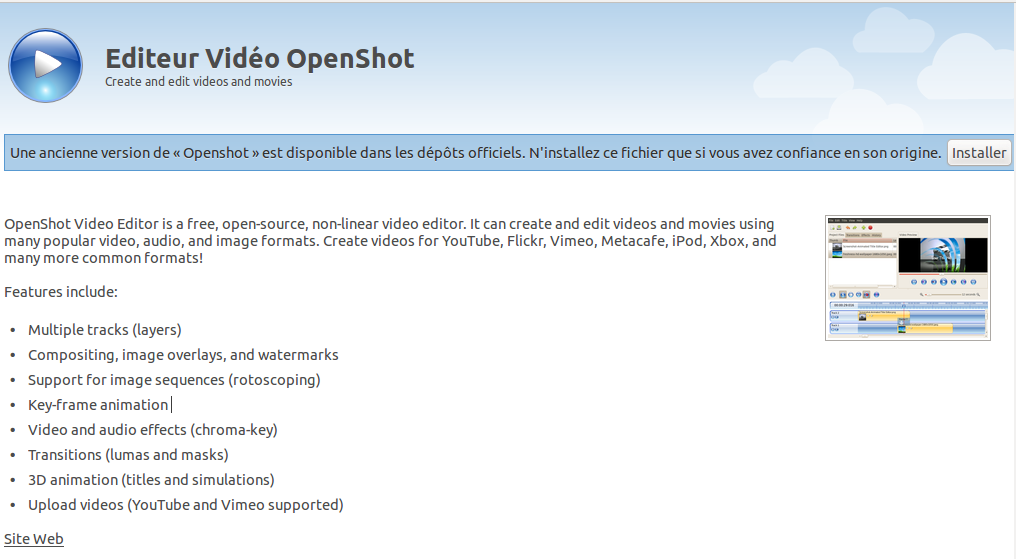 Editeur Vidéo OpenShot
Create and edit videos and movies
Une ancienne version de « Openshot » est disponible dans les dépôts officiels. N'installez ce fichier que si vous avez confiance en son origine. Installer
OpenShot Video Editor is a free, open-source, non-linear video editor. It can create and edit videos and movies using
many popular video, audio, and image formats. Create videos for YouTube, Flickr, Vimeo, Metacafe, iPod, Xbox, and
many more common formats!
Features include:
• Multiple tracks (layers)
• Compositing, image overlays, and watermarks
• Support for image sequences (rotoscoping)
• Key-frame animation
• Video and audio effects (chroma-key)
• Transitions (lumas and masks)
• 3D animation (titles and simulations)
• Upload videos (YouTube and Vimeo supported)
Site Web